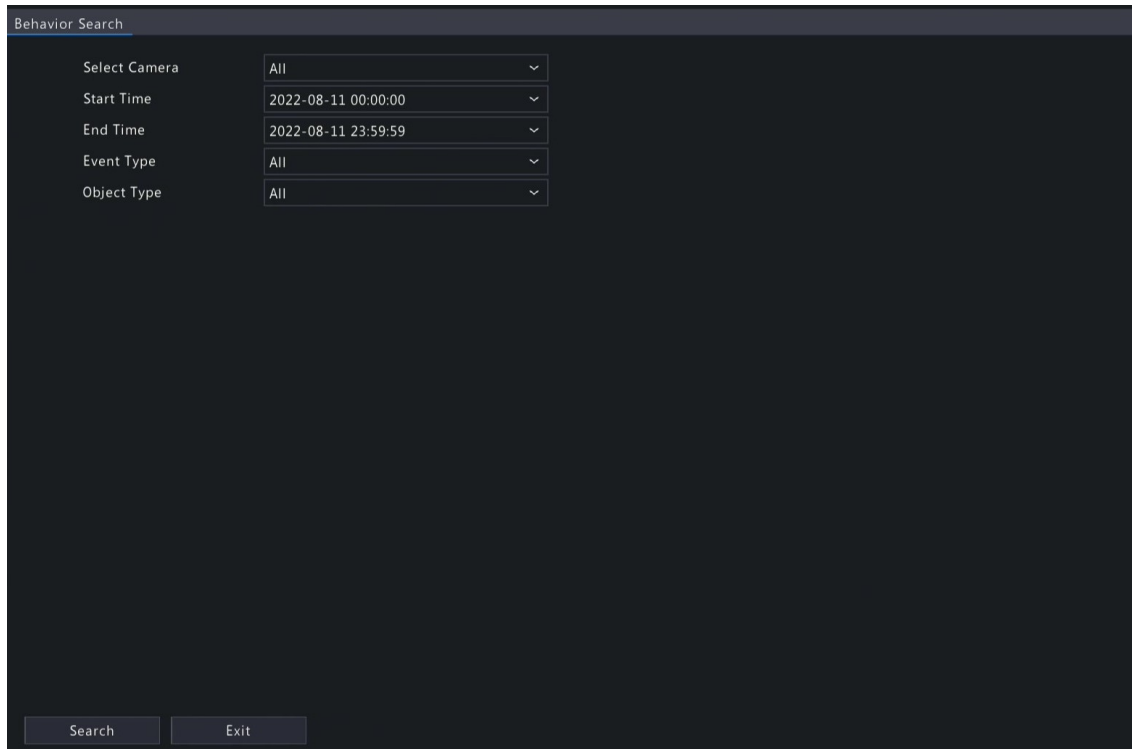 Behavior Search
Select Camera All
Start Time 2022-08-11 00:00:00
End Time 2022-08-11 23:59:59
Event Type All
Object Type All
Search Exit